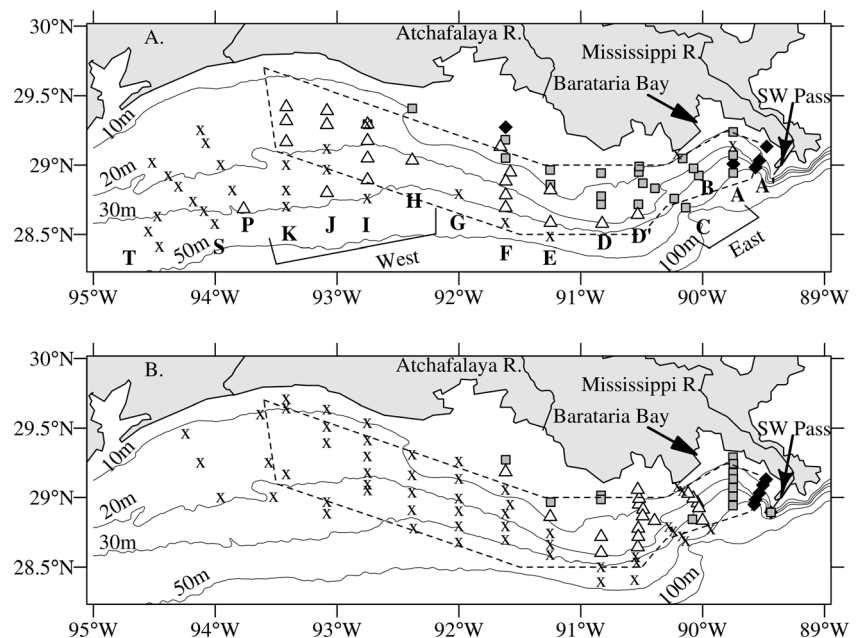 30°N
A.
Atchafalaya R.
Mississippi R.
Barataria Bay
SW Pass
29.5°N
10m
29°N
20m
30m
28.5°N
50m
100m
T
S
P
K
J
I
H
G
F
E
D
D'
C
B
A
A'
West
East
95°W
94°W
93°W
92°W
91°W
90°W
89°W
30°N
B.
Atchafalaya R.
Mississippi R.
Barataria Bay
SW Pass
29.5°N
10m
29°N
20m
30m
28.5°N
50m
100m
95°W
94°W
93°W
92°W
91°W
90°W
89°W